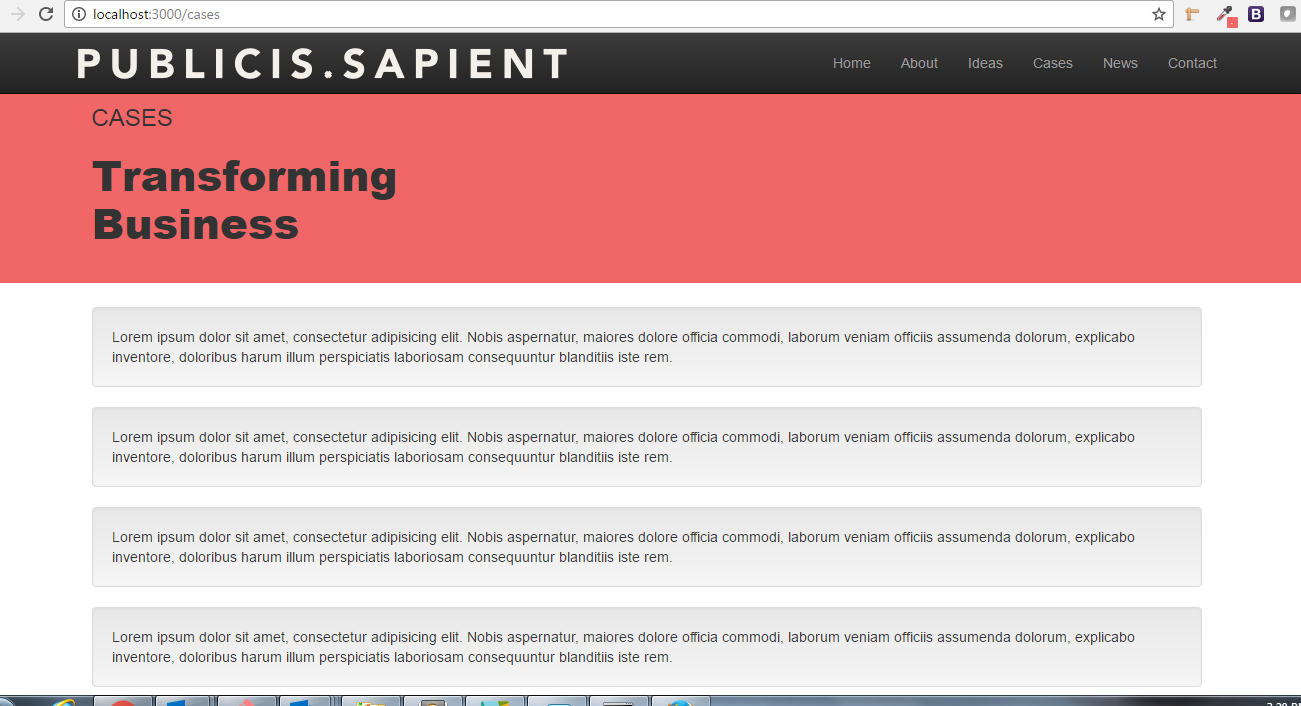 localhost:3000/cases
PUBLICIS.SAPIENT
Home About Ideas Cases News Contact
CASES
Transforming
Business
Lorem ipsum dolor sit amet, consectetur adipisicing elit. Nobis aspernatur, maiores dolore officia commodi, laborum veniam officiis assumenda dolorum, explicabo
inventore, doloribus harum illum perspiciatis laboriosam consequuntur blanditiis iste rem.
Lorem ipsum dolor sit amet, consectetur adipisicing elit. Nobis aspernatur, maiores dolore officia commodi, laborum veniam officiis assumenda dolorum, explicabo
inventore, doloribus harum illum perspiciatis laboriosam consequuntur blanditiis iste rem.
Lorem ipsum dolor sit amet, consectetur adipisicing elit. Nobis aspernatur, maiores dolore officia commodi, laborum veniam officiis assumenda dolorum, explicabo
inventore, doloribus harum illum perspiciatis laboriosam consequuntur blanditiis iste rem.
Lorem ipsum dolor sit amet, consectetur adipisicing elit. Nobis aspernatur, maiores dolore officia commodi, laborum veniam officiis assumenda dolorum, explicabo
inventore, doloribus harum illum perspiciatis laboriosam consequuntur blanditiis iste rem.